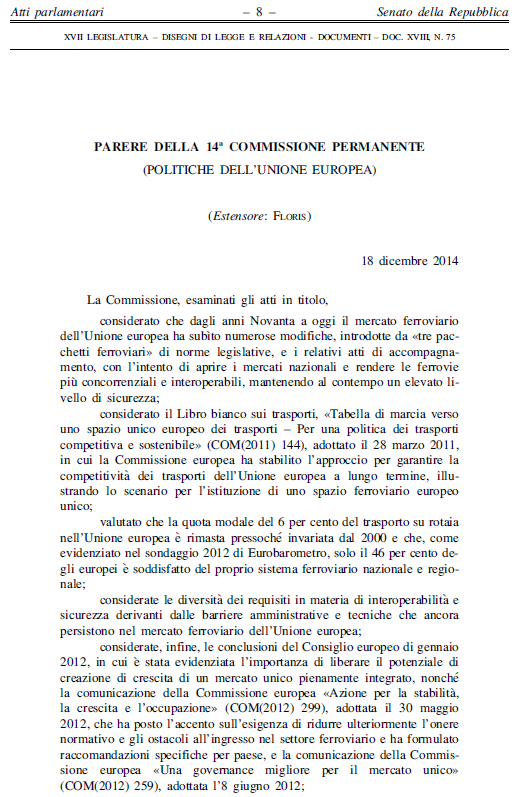 Atti parlamentari – 8 – Senato della Repubblica
XVII LEGISLATURA – DISEGNI DI LEGGE E RELAZIONI - DOCUMENTI – DOC. XVIII, N. 75
PARERE DELLA 14ª COMMISSIONE PERMANENTE
(POLITICHE DELL'UNIONE EUROPEA)
(Estensore: FLORIS)
18 dicembre 2014
La Commissione, esaminati gli atti in titolo,
considerato che dagli anni Novanta a oggi il mercato ferroviario
dell'Unione europea ha subìto numerose modifiche, introdotte da «tre pac-
chetti ferroviari» di norme legislative, e i relativi atti di accompagna-
mento, con l'intento di aprire i mercati nazionali e rendere le ferrovie
più concorrenziali e interoperabili, mantenendo al contempo un elevato li-
vello di sicurezza;
considerato il Libro bianco sui trasporti, «Tabella di marcia verso
uno spazio unico europeo dei trasporti – Per una politica dei trasporti
competitiva e sostenibile» (COM(2011) 144), adottato il 28 marzo 2011,
in cui la Commissione europea ha stabilito l'approccio per garantire la
competitività dei trasporti dell'Unione europea a lungo termine, illu-
strando lo scenario per l'istituzione di uno spazio ferroviario europeo
unico;
valutato che la quota modale del 6 per cento del trasporto su rotaia
nell'Unione europea è rimasta pressoché invariata dal 2000 e che, come
evidenziato nel sondaggio 2012 di Eurobarometro, solo il 46 per cento de-
gli europei è soddisfatto del proprio sistema ferroviario nazionale e regio-
nale;
considerate le diversità dei requisiti in materia di interoperabilità e
sicurezza derivanti dalle barriere amministrative e tecniche che ancora
persistono nel mercato ferroviario dell'Unione europea;
considerate, infine, le conclusioni del Consiglio europeo di gennaio
2012, in cui è stata evidenziata l'importanza di liberare il potenziale di
creazione di crescita di un mercato unico pienamente integrato, nonché
la comunicazione della Commissione europea «Azione per la stabilità,
la crescita e l'occupazione» (COM(2012) 299), adottata il 30 maggio
2012, che ha posto l'accento sull'esigenza di ridurre ulteriormente l'onere
normativo e gli ostacoli all'ingresso nel settore ferroviario e ha formulato
raccomandazioni specifiche per paese, e la comunicazione della Commis-
sione europea «Una governance migliore per il mercato unico»
(COM(2012) 259), adottata l'8 giugno 2012;